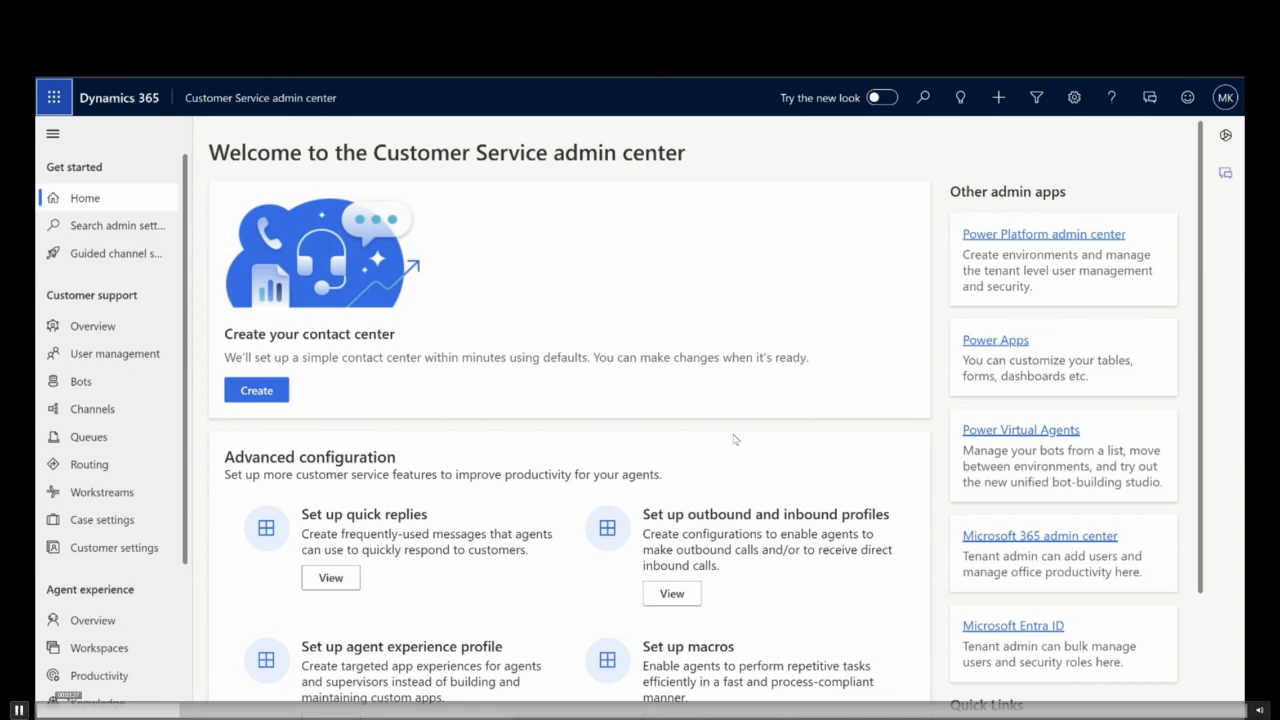 Dynamics 365
Customer Service admin center
Try the new look
MK
Get started
Home
Search admin sett...
Guided channel s...
Customer support
Overview
User management
Bots
Channels
Queues
Routing
Workstreams
Case settings
Customer settings
Agent experience
Overview
Workspaces
Productivity
Knowledge
Welcome to the Customer Service admin center
Create your contact center
We'll set up a simple contact center within minutes using defaults. You can make changes when it's ready.
Create
Advanced configuration
Set up more customer service features to improve productivity for your agents.
Set up quick replies
Create frequently-used messages that agents
can use to quickly respond to customers.
View
Set up outbound and inbound profiles
Create configurations to enable agents to
make outbound calls and/or to receive direct
inbound calls.
View
Set up agent experience profile
Create targeted app experiences for agents
and supervisors instead of building and
maintaining custom apps.
Set up macros
Enable agents to perform repetitive tasks
efficiently in a fast and process-compliant
manner.
Other admin apps
Power Platform admin center
Create environments and manage
the tenant level user management
and security.
Power Apps
You can customize your tables,
forms, dashboards etc.
Power Virtual Agents
Manage your bots from a list, move
between environments, and try out
the new unified bot-building studio.
Microsoft 365 admin center
Tenant admin can add users and
manage office productivity here.
Microsoft Entra ID
Tenant admin can bulk manage
users and security roles here.
Quick Links